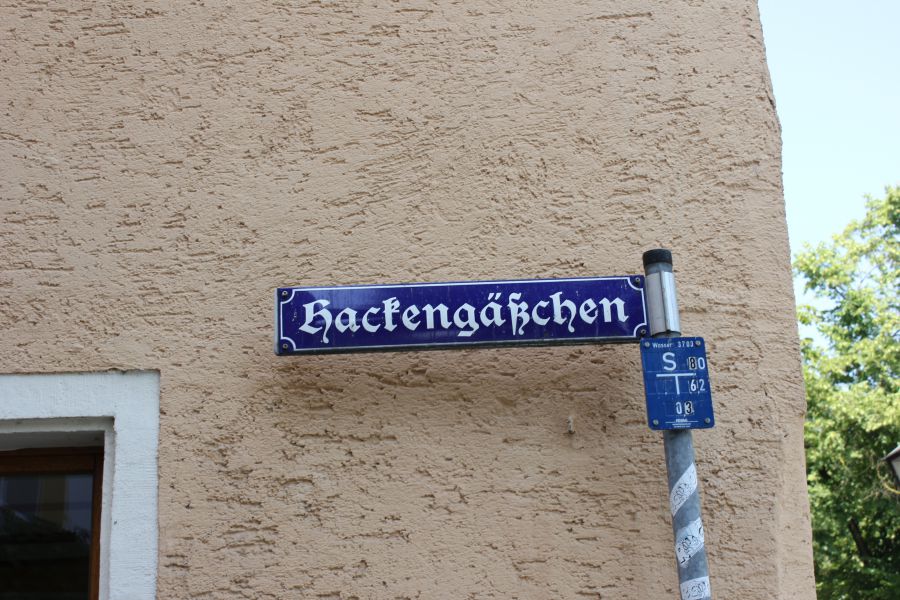 Hackengäßchen
Wasser 3703
S 80
T 62
03